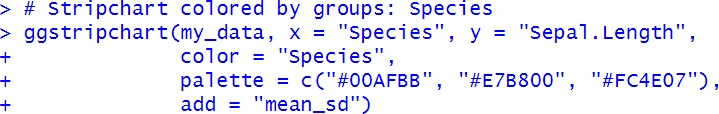 > # Stripchart colored by groups: Species
> ggstripchart(my_data, x = "Species", y = "Sepal.Length",
+              color = "Species",
+              palette = c("#00AFBB", "#E7B800", "#FC4E07"),
+              add = "mean_sd")